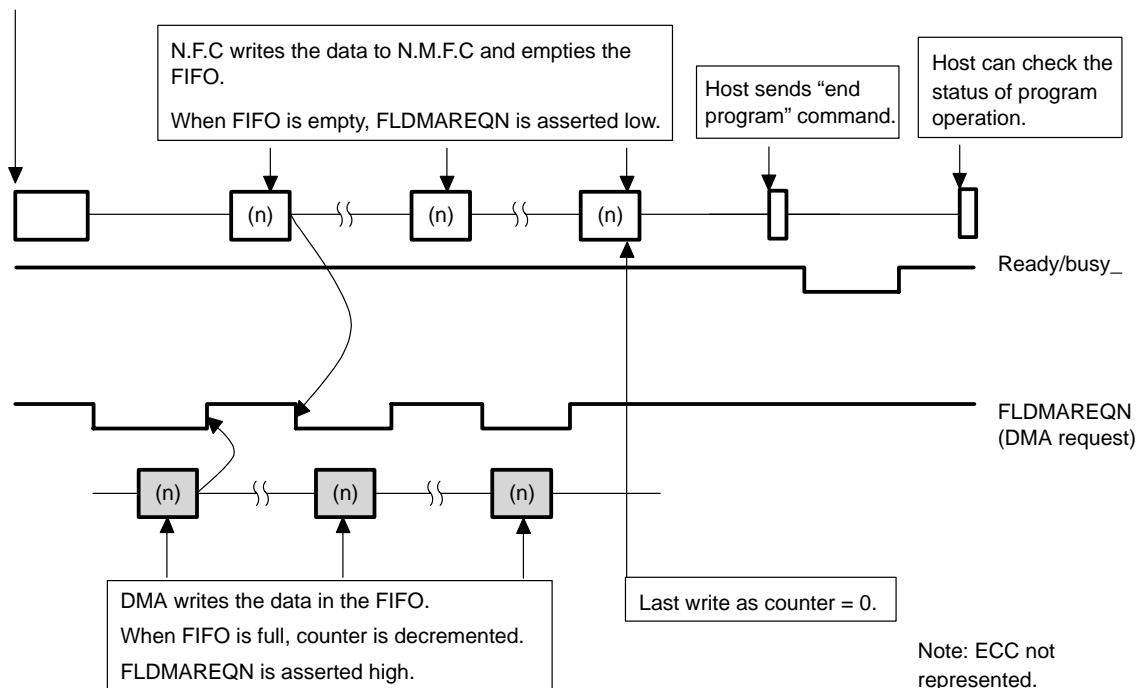 N.F.C writes the data to N.M.F.C and empties the
FIFO.
When FIFO is empty, FLDMAREQN is asserted low.
Host sends “end
program” command.
Host can check the
status of program
operation.
(n)
(n)
(n)
Ready/busy_
FLDMAREQN
(DMA request)
(n)
(n)
(n)
DMA writes the data in the FIFO.
When FIFO is full, counter is decremented.
FLDMAREQN is asserted high.
Last write as counter = 0.
Note: ECC not
represented.